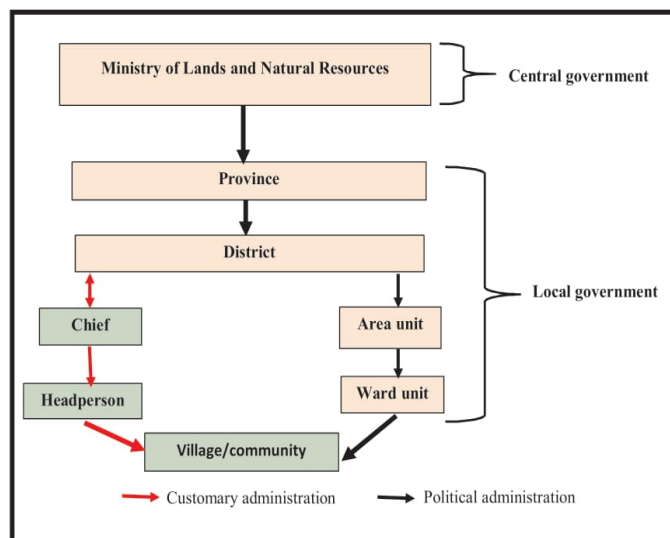 Ministry of Lands and Natural Resources
Central government
Province
District
Local government
Chief
Area unit
Headperson
Ward unit
Village/community
Customary administration
Political administration